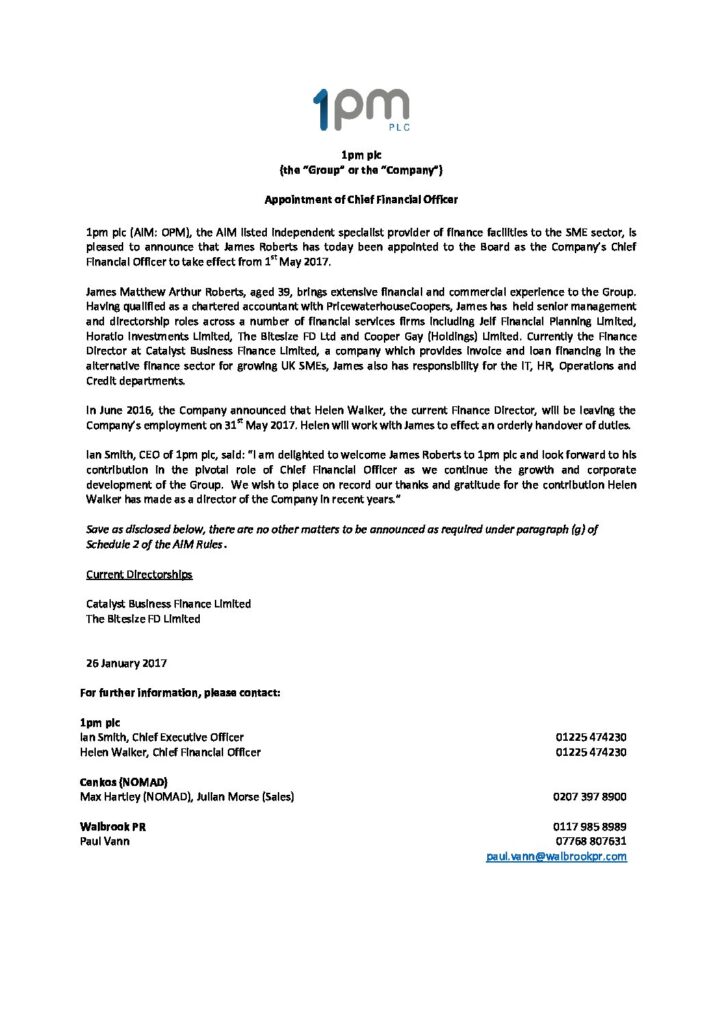 1pm
PLC
1pm plc
(the "Group" or the "Company")
Appointment of Chief Financial Officer
1pm plc (AIM: OPM), the AIM listed independent specialist provider of finance facilities to the SME sector, is
pleased to announce that James Roberts has today been appointed to the Board as the Company's Chief
Financial Officer to take effect from 1st May 2017.
James Matthew Arthur Roberts, aged 39, brings extensive financial and commercial experience to the Group.
Having qualified as a chartered accountant with PricewaterhouseCoopers, James has held senior management
and directorship roles across a number of financial services firms including Jelf Financial Planning Limited,
Horatio Investments Limited, The Bitesize FD Ltd and Cooper Gay (Holdings) Limited. Currently the Finance
Director at Catalyst Business Finance Limited, a company which provides invoice and loan financing in the
alternative finance sector for growing UK SMEs, James also has responsibility for the IT, HR, Operations and
Credit departments.
In June 2016, the Company announced that Helen Walker, the current Finance Director, will be leaving the
Company's employment on 31st May 2017. Helen will work with James to effect an orderly handover of duties.
Ian Smith, CEO of 1pm plc, said: "I am delighted to welcome James Roberts to 1pm plc and look forward to his
contribution in the pivotal role of Chief Financial Officer as we continue the growth and corporate
development of the Group. We wish to place on record our thanks and gratitude for the contribution Helen
Walker has made as a director of the Company in recent years."
Save as disclosed below, there are no other matters to be announced as required under paragraph (g) of
Schedule 2 of the AIM Rules.
Current Directorships
Catalyst Business Finance Limited
The Bitesize FD Limited
26 January 2017
For further information, please contact:
1pm plc
Ian Smith, Chief Executive Officer 01225 474230
Helen Walker, Chief Financial Officer 01225 474230
Cenkos (NOMAD)
Max Hartley (NOMAD), Julian Morse (Sales) 0207 397 8900
Walbrook PR 0117 985 8989
Paul Vann 07768 807631
paul.vann@walbrookpr.com